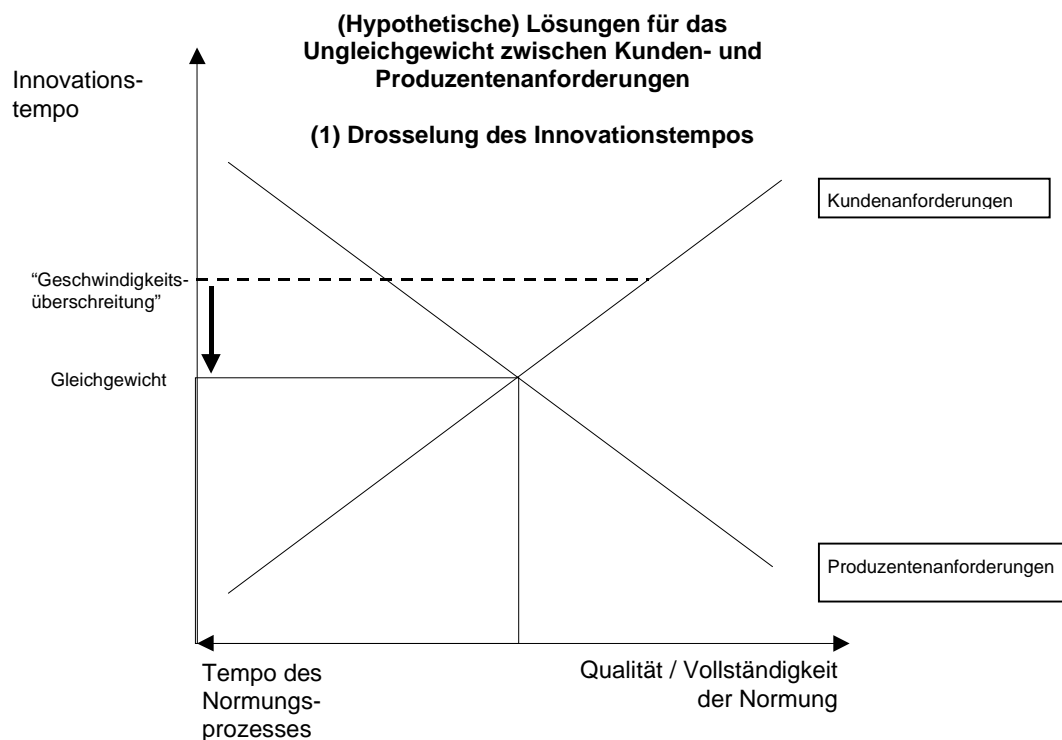 (Hypothetische) Lösungen für das
Ungleichgewicht zwischen Kunden- und
Produzentenanforderungen
(1) Drosselung des Innovationstempos
Innovations-
tempo
Kundenanforderungen
“Geschwindigkeits-
überschreitung”
Gleichgewicht
Produzentenanforderungen
Tempo des
Normungs-
prozesses
Qualität / Vollständigkeit
der Normung